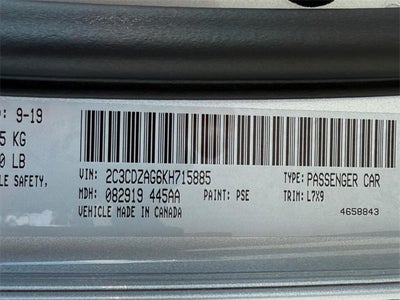 : 9-19
5 KG
0 LB
LE SAFETY,
VIN: 2C3CDZAG6KH715885 TYPE: PASSENGER CAR
MDH: 082919 445AA PAINT: PSE TRIM: L7X9
VEHICLE MADE IN CANADA 4658843